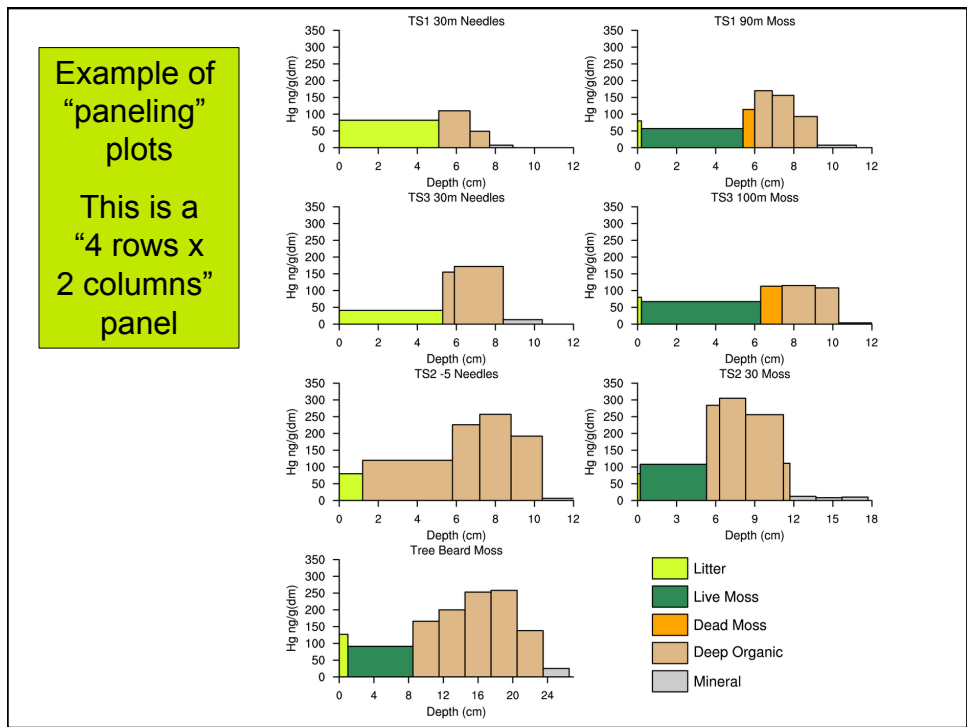 Example of
“paneling”
plots
This is a
“4 rows x
2 columns”
panel
TS1 30m Needles
Hg ng/g(dm)
350
300
250
200
150
100
50
0
0 2 4 6 8 10 12
Depth (cm)
TS1 90m Moss
Hg ng/g(dm)
350
300
250
200
150
100
50
0
0 2 4 6 8 10 12
Depth (cm)
TS3 30m Needles
Hg ng/g(dm)
350
300
250
200
150
100
50
0
0 2 4 6 8 10 12
Depth (cm)
TS3 100m Moss
Hg ng/g(dm)
350
300
250
200
150
100
50
0
0 2 4 6 8 10 12
Depth (cm)
TS2 -5 Needles
Hg ng/g(dm)
350
300
250
200
150
100
50
0
0 2 4 6 8 10 12
Depth (cm)
TS2 30 Moss
Hg ng/g(dm)
350
300
250
200
150
100
50
0
0 3 6 9 12 15 18
Depth (cm)
Tree Beard Moss
Hg ng/g(dm)
350
300
250
200
150
100
50
0
0 4 8 12 16 20 24
Depth (cm)
Litter
Live Moss
Dead Moss
Deep Organic
Mineral